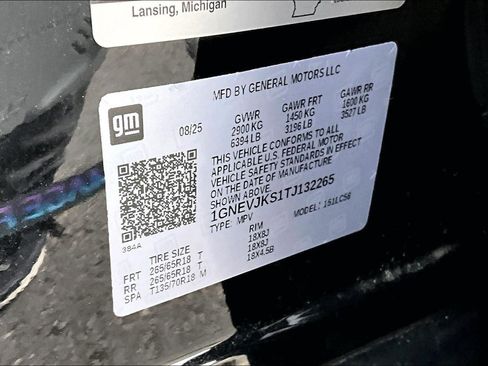 Lansing, Michigan
MFD BY GENERAL MOTORS LLC
gm
08/25
GVWR GAWR FRT GAWR RR
2900 KG 1450 KG 1600 KG
6394 LB 3196 LB 3527 LB
THIS VEHICLE CONFORMS TO ALL
APPLICABLE U.S. FEDERAL MOTOR
VEHICLE SAFETY STANDARDS IN EFFECT
ON THE DATE OF MANUFACTURE
SHOWN ABOVE.
1GNEVJKS1TJ132265
TYPE: MPV MODEL: 1S1LC56
384A
TIRE SIZE RIM
FRT 265/65R18 T 18X8J
RR 265/65R18 T 18X8J
SPA T135/70R18 M 18X4.5B